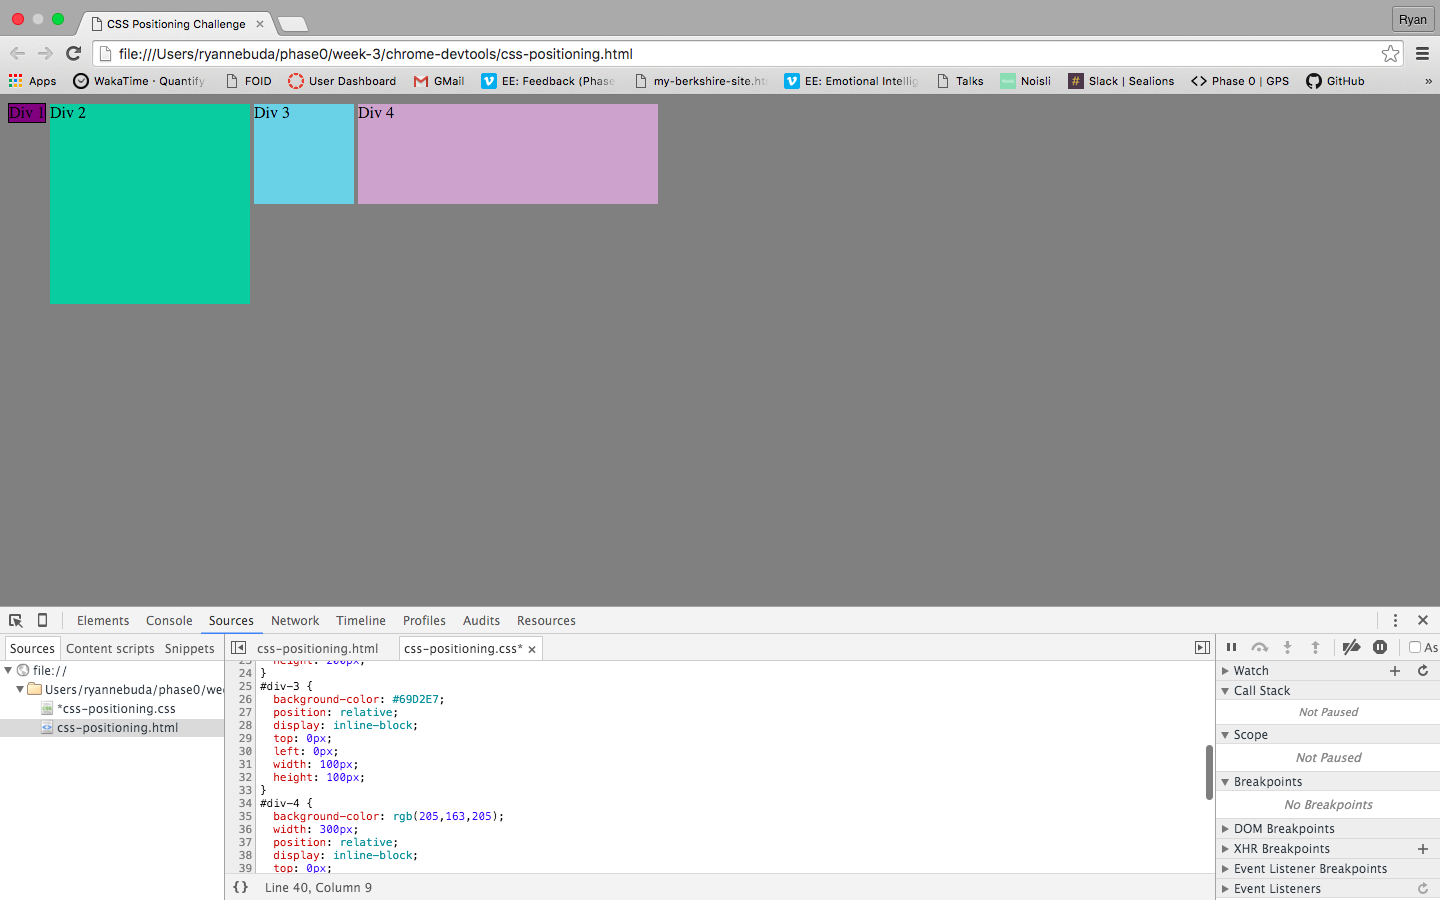 CSS Positioning Challenge
Ryan
file:///Users/ryannebuda/phase0/week-3/chrome-devtools/css-positioning.html
Apps WakaTime · Quantify FOID User Dashboard GMail EE: Feedback (Phase my-berkshire-site.ht EE: Emotional Intellig Talks Noisli Slack | Sealions Phase 0 | GPS GitHub »
Div 1 Div 2 Div 3 Div 4
Elements Console Sources Network Timeline Profiles Audits Resources
Sources Content scripts Snippets css-positioning.html css-positioning.css* As
file://
Users/ryannebuda/phase0/we
*css-positioning.css
css-positioning.html
23 height: 200px;
24 }
25 #div-3 {
26 background-color: #69D2E7;
27 position: relative;
28 display: inline-block;
29 top: 0px;
30 left: 0px;
31 width: 100px;
32 height: 100px;
33 }
34 #div-4 {
35 background-color: rgb(205,163,205);
36 width: 300px;
37 position: relative;
38 display: inline-block;
39 top: 0px;
{} Line 40, Column 9
Watch
Call Stack
Not Paused
Scope
Not Paused
Breakpoints
No Breakpoints
DOM Breakpoints
XHR Breakpoints
Event Listener Breakpoints
Event Listeners